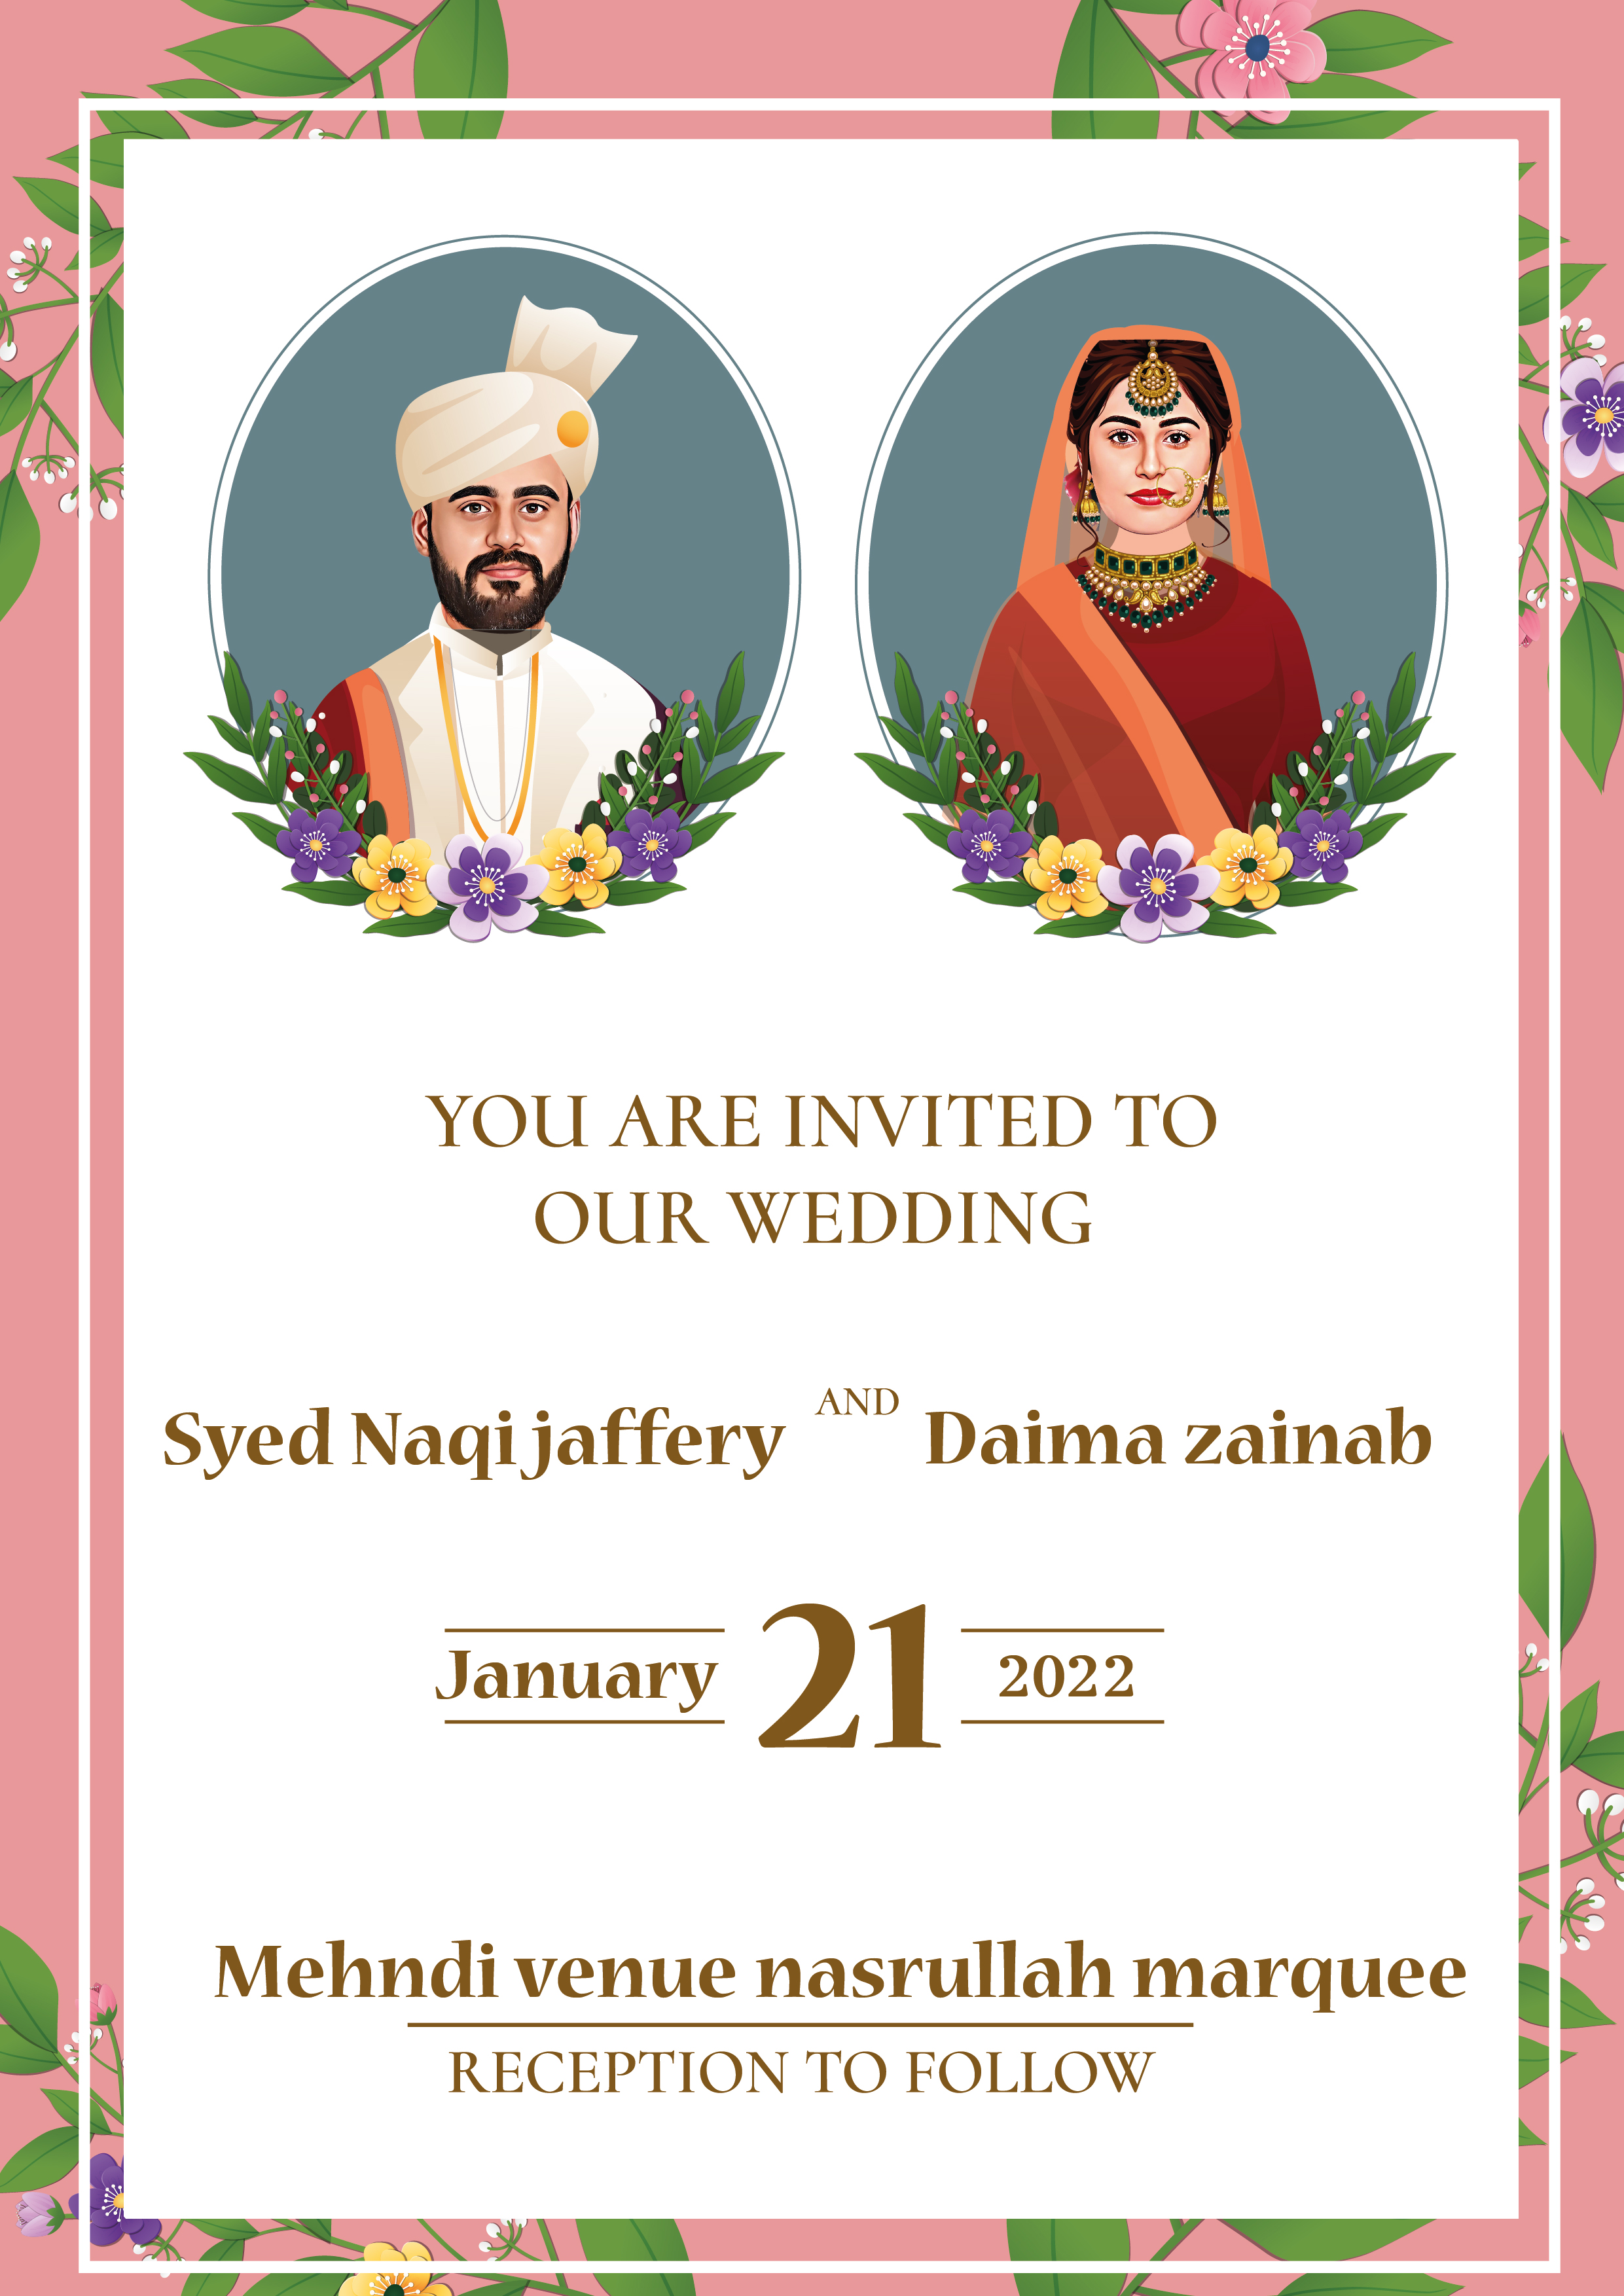 YOU ARE INVITED TO
OUR WEDDING
Syed Naqi jaffery AND Daima zainab
January 21 2022
Mehndi venue nasrullah marquee
RECEPTION TO FOLLOW